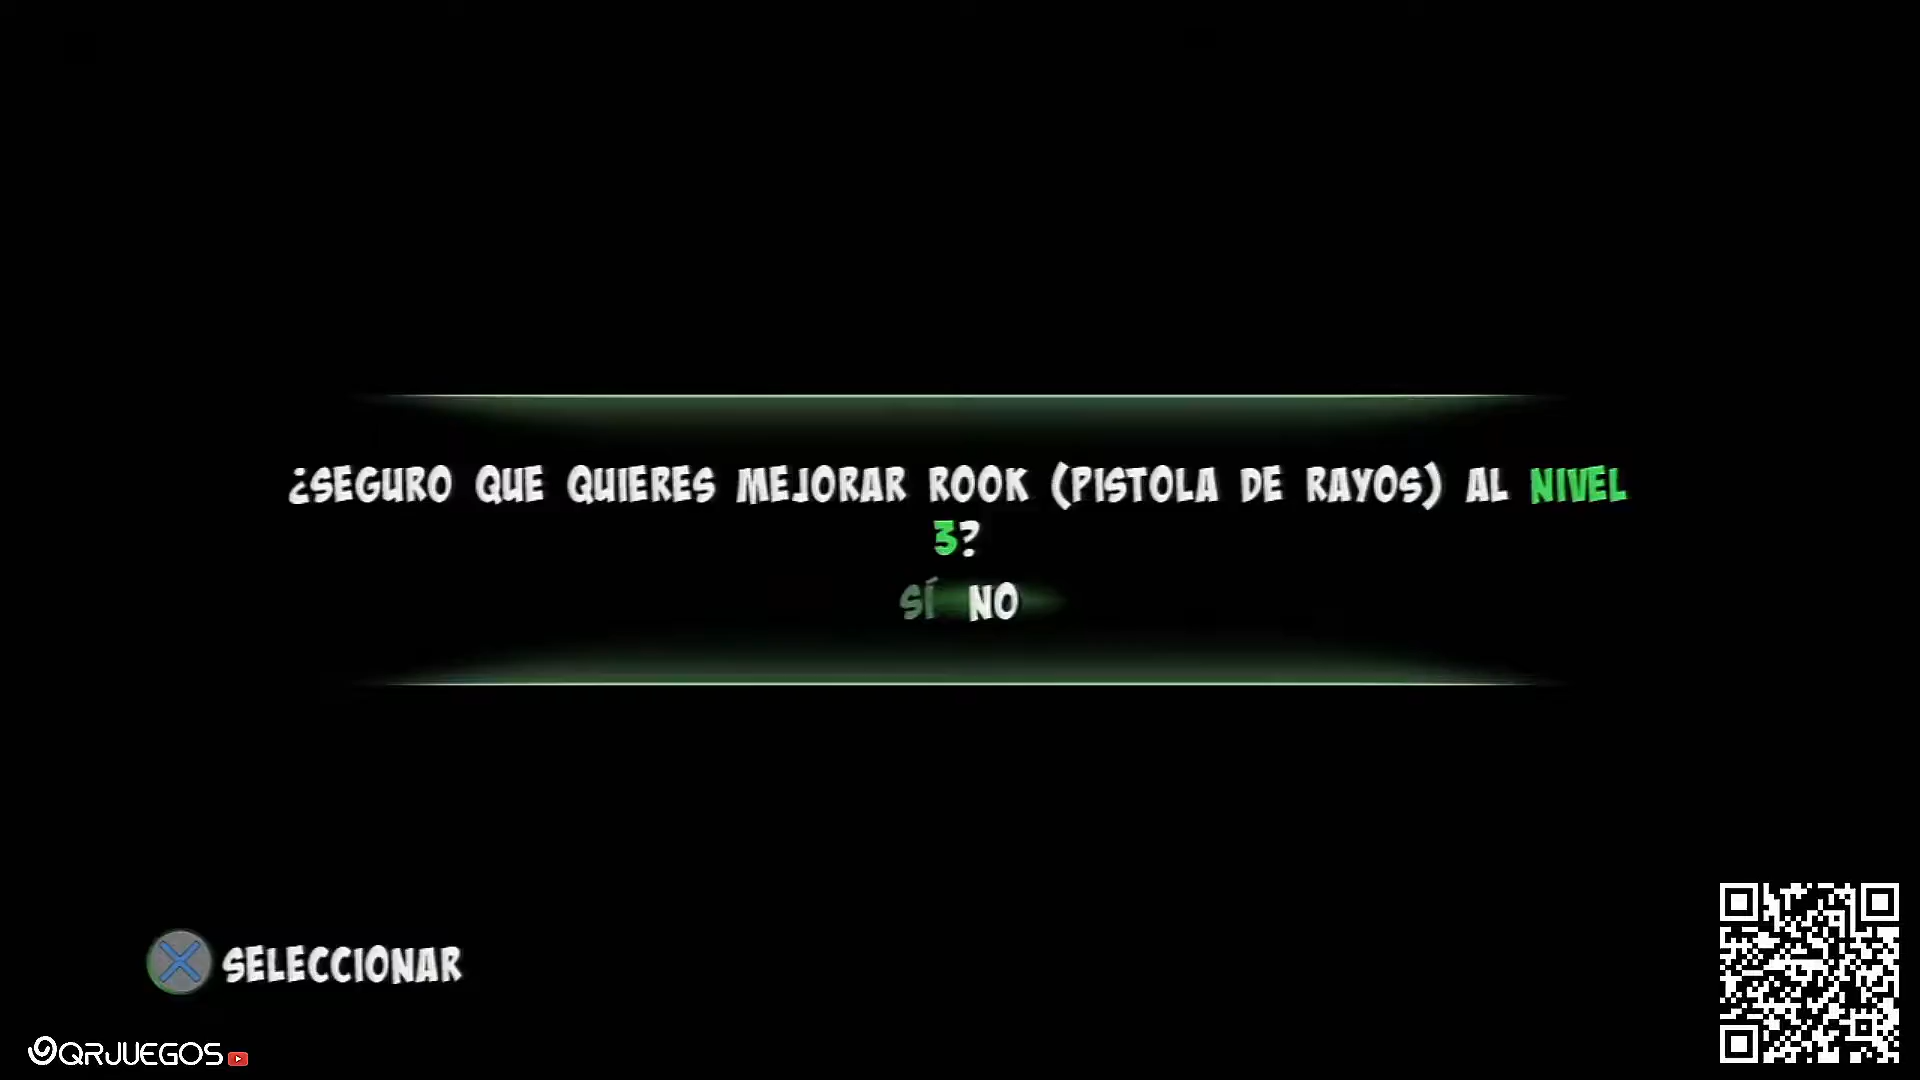 ¿SEGURO QUE QUIERES MEJORAR ROOK (PISTOLA DE RAYOS) AL NIVEL
3?
SÍ NO
SELECCIONAR
QRJUEGOS